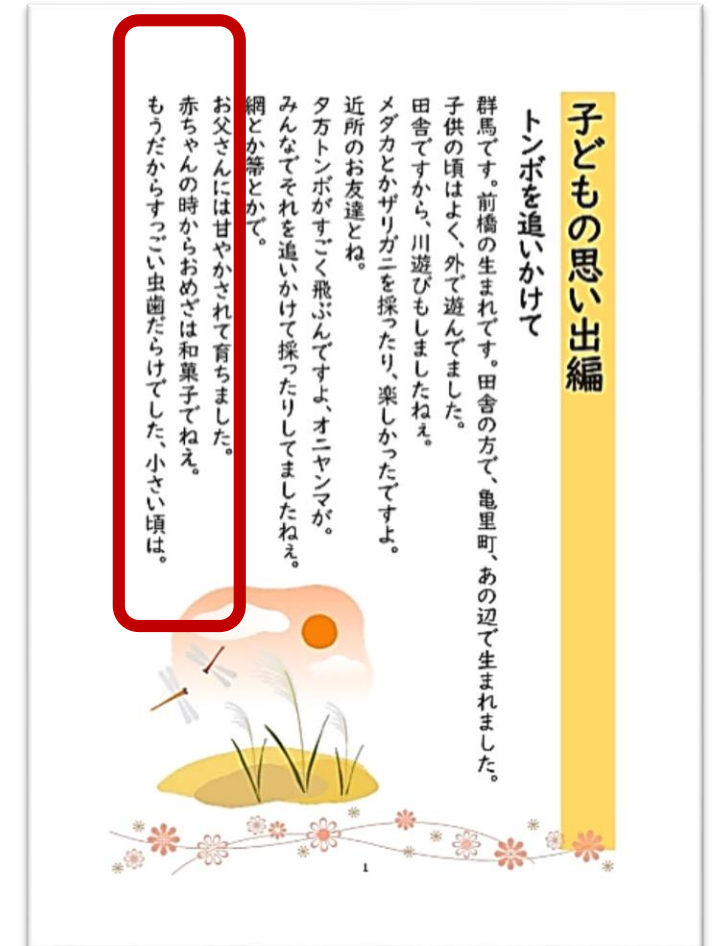 子どもの思い出編
トンボを追いかけて
群馬です。前橋の生まれです。田舎の方で、亀里町、あの辺で生まれました。
子供の頃はよく、外で遊んでました。
田舎ですから、川遊びもしましたねぇ。
メダカとかザリガニを採ったり、楽しかったですよ。
近所のお友達とね。
夕方トンボがすごく飛ぶんですよ、オニヤンマが。
みんなでそれを追いかけて採ったりしてましたねぇ。
網とか箒とかで。
お父さんには甘やかされて育ちました。
赤ちゃんの時からおめざは和菓子でねぇ。
もうだからすっごい虫歯だらけでした、小さい頃は。
1